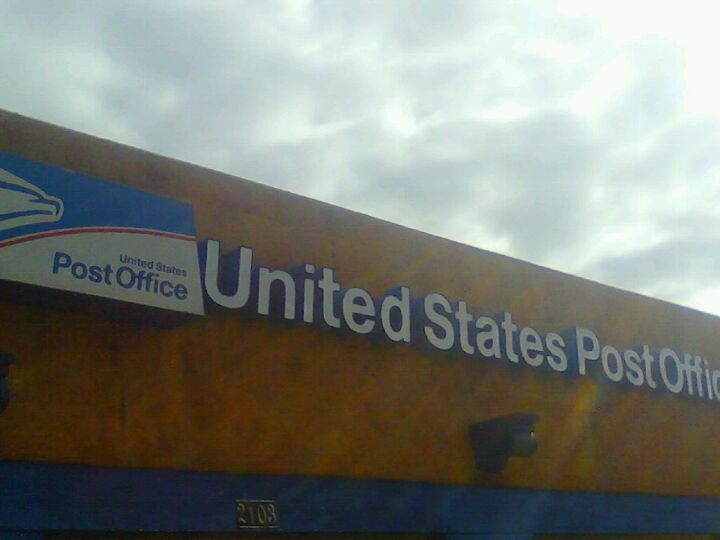 United States
Post Office
United States Post Offic
2103